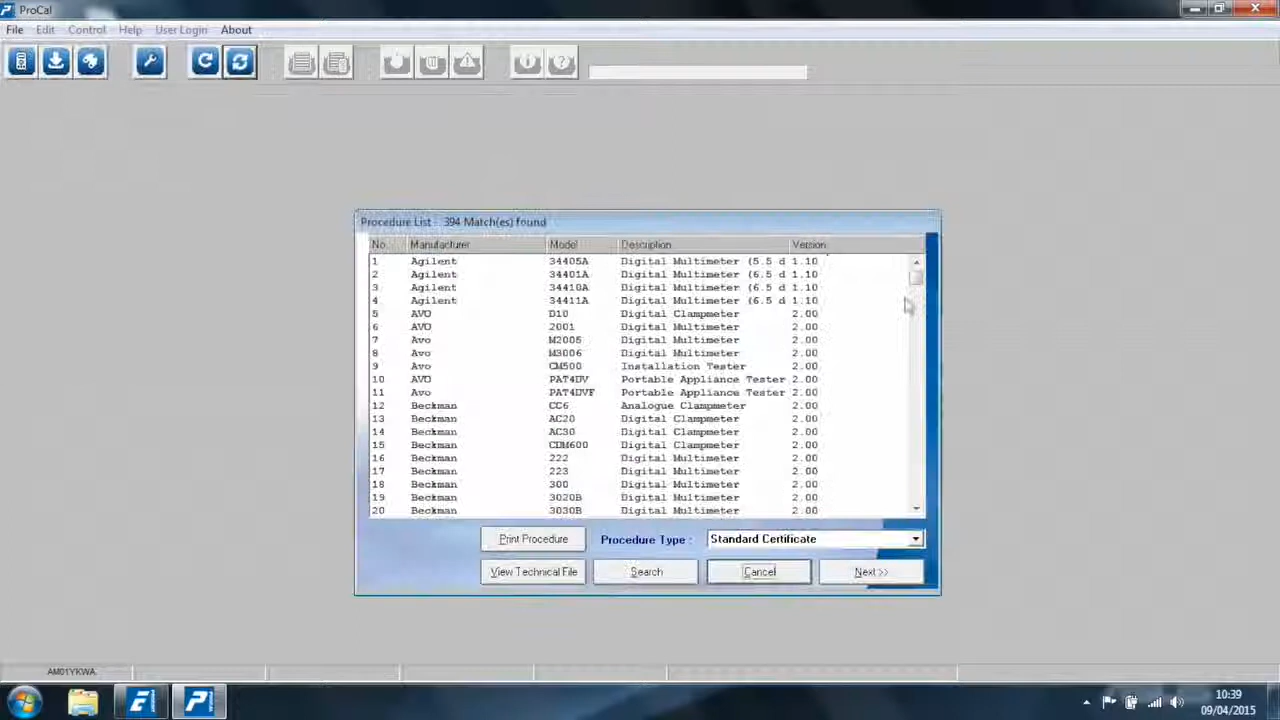 ProCal
File Edit Control Help User Login About
Procedure List - 394 Match(es) found
No. Manufacturer Model Description Version
1 Agilent 34405A Digital Multimeter (5.5 d 1.10
2 Agilent 34401A Digital Multimeter (6.5 d 1.10
3 Agilent 34410A Digital Multimeter (6.5 d 1.10
4 Agilent 34411A Digital Multimeter (6.5 d 1.10
5 AVO D10 Digital Clampmeter 2.00
6 AVO 2001 Digital Multimeter 2.00
7 Avo M2005 Digital Multimeter 2.00
8 Avo M3006 Digital Multimeter 2.00
9 Avo CM500 Installation Tester 2.00
10 AVO PAT4DV Portable Appliance Tester 2.00
11 Avo PAT4DVF Portable Appliance Tester 2.00
12 Beckman CC6 Analogue Clampmeter 2.00
13 Beckman AC20 Digital Clampmeter 2.00
14 Beckman AC30 Digital Clampmeter 2.00
15 Beckman CDM600 Digital Clampmeter 2.00
16 Beckman 222 Digital Multimeter 2.00
17 Beckman 223 Digital Multimeter 2.00
18 Beckman 300 Digital Multimeter 2.00
19 Beckman 3020B Digital Multimeter 2.00
20 Beckman 3030B Digital Multimeter 2.00
Print Procedure Procedure Type : Standard Certificate
View Technical File Search Cancel Next >>
AM01YKWA
10:39
09/04/2015